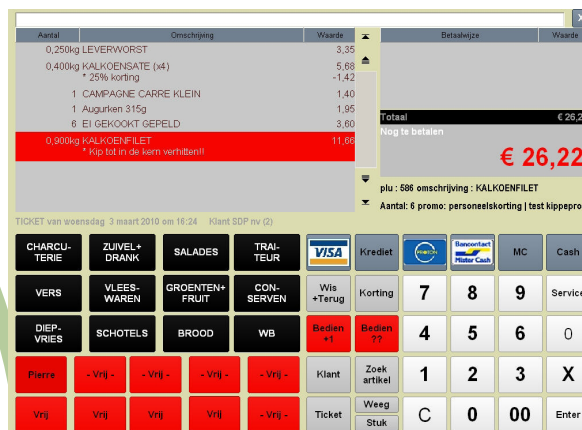 Aantal Omschrijving Waarde Betaalwijze Waarde
0,250kg LEVERWORST 3,35
0,400kg KALKOENSATE (x4) 5,68
* 25% korting -1,42
1 CAMPAGNE CARRE KLEIN 1,40
1 Augurken 315g 1,95
6 EI GEKOOKT GEPELD 3,60
0,900kg KALKOENFILET 11,66
* Kip tot in de kern verhitten!!
Totaal € 26,2
Nog te betalen
€ 26,22
plu : 586 omschrijving : KALKOENFILET
Aantal: 6 promo: personeelskorting | test kippepro
TICKET van woensdag 3 maart 2010 om 16:24 Klant SDP nv (2)
CHARCU-
TERIE
ZUIVEL+
DRANK
SALADES
TRAI-
TEUR
VISA
Krediet
PROTON
Bancontact
Mister Cash
MC
Cash
VERS
VLEES-
WAREN
GROENTEN+
FRUIT
CON-
SERVEN
Wis
+Terug
Korting
7
8
9
Service
DIEP-
VRIES
SCHOTELS
BROOD
WB
Bedien
+1
Bedien
??
4
5
6
0
Pierre
- Vrij -
- Vrij -
- Vrij -
- Vrij -
Klant
Zoek
artikel
1
2
3
X
Vrij
Vrij
Vrij
Vrij
- Vrij -
Ticket
Weeg
Stuk
C
0
00
Enter